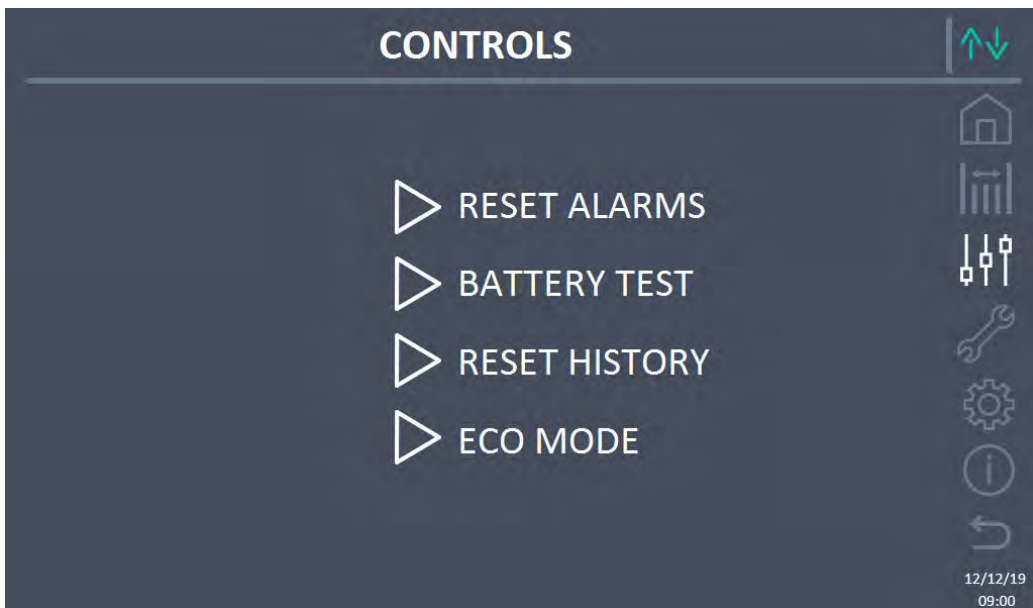 CONTROLS
RESET ALARMS
BATTERY TEST
RESET HISTORY
ECO MODE
12/12/19
09:00